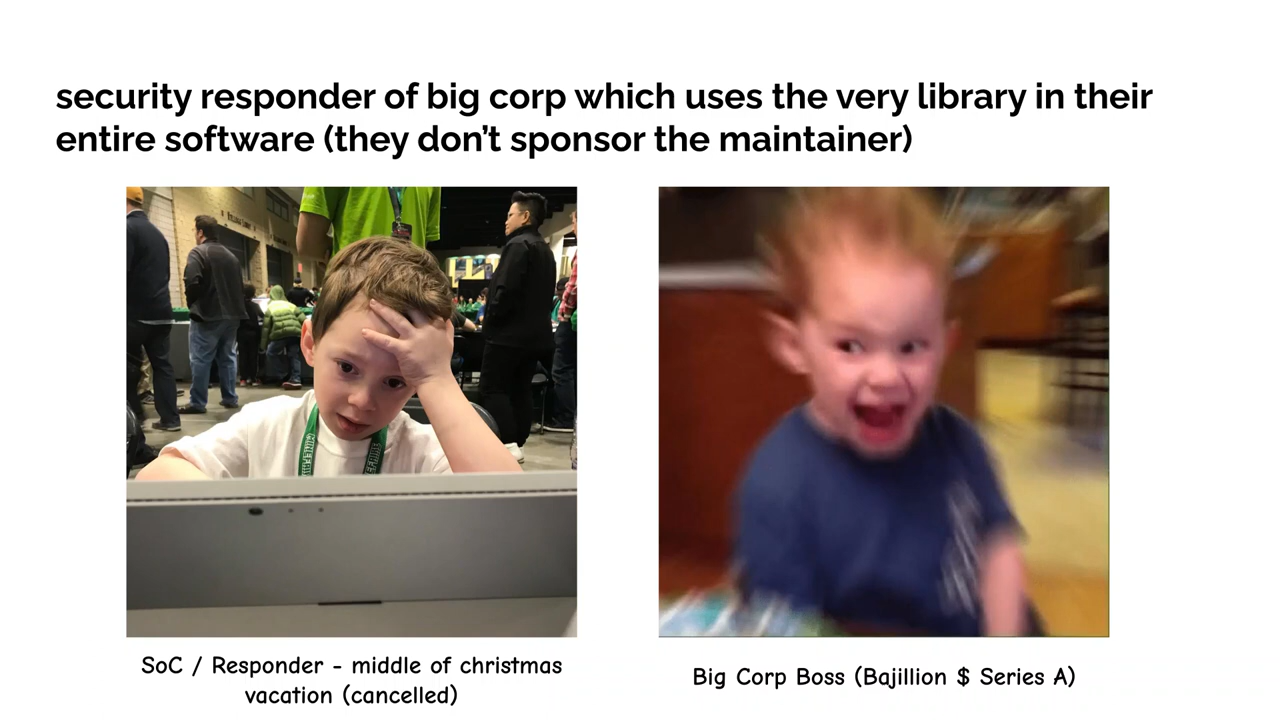 security responder of big corp which uses the very library in their
entire software (they don’t sponsor the maintainer)
SoC / Responder - middle of christmas
vacation (cancelled)
Big Corp Boss (Bajillion $ Series A)